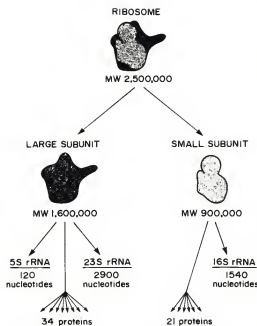 RIBOSOME
MW 2,500,000
LARGE SUBUNIT SMALL SUBUNIT
MW 1,600,000 MW 900,000
5S rRNA 23S rRNA 16S rRNA
120 2900 1540
nucleotides nucleotides nucleotides
34 proteins 21 proteins